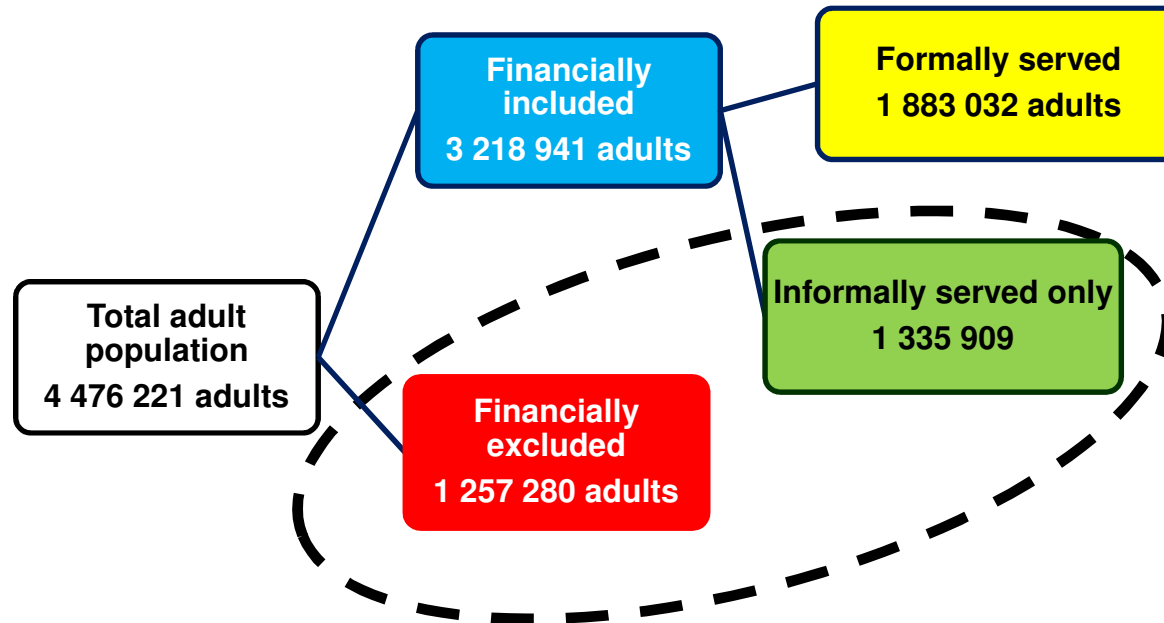 Financially
included
3 218 941 adults
Formally served
1 883 032 adults
Informally served only
1 335 909
Total adult
population
4 476 221 adults
Financially
excluded
1 257 280 adults